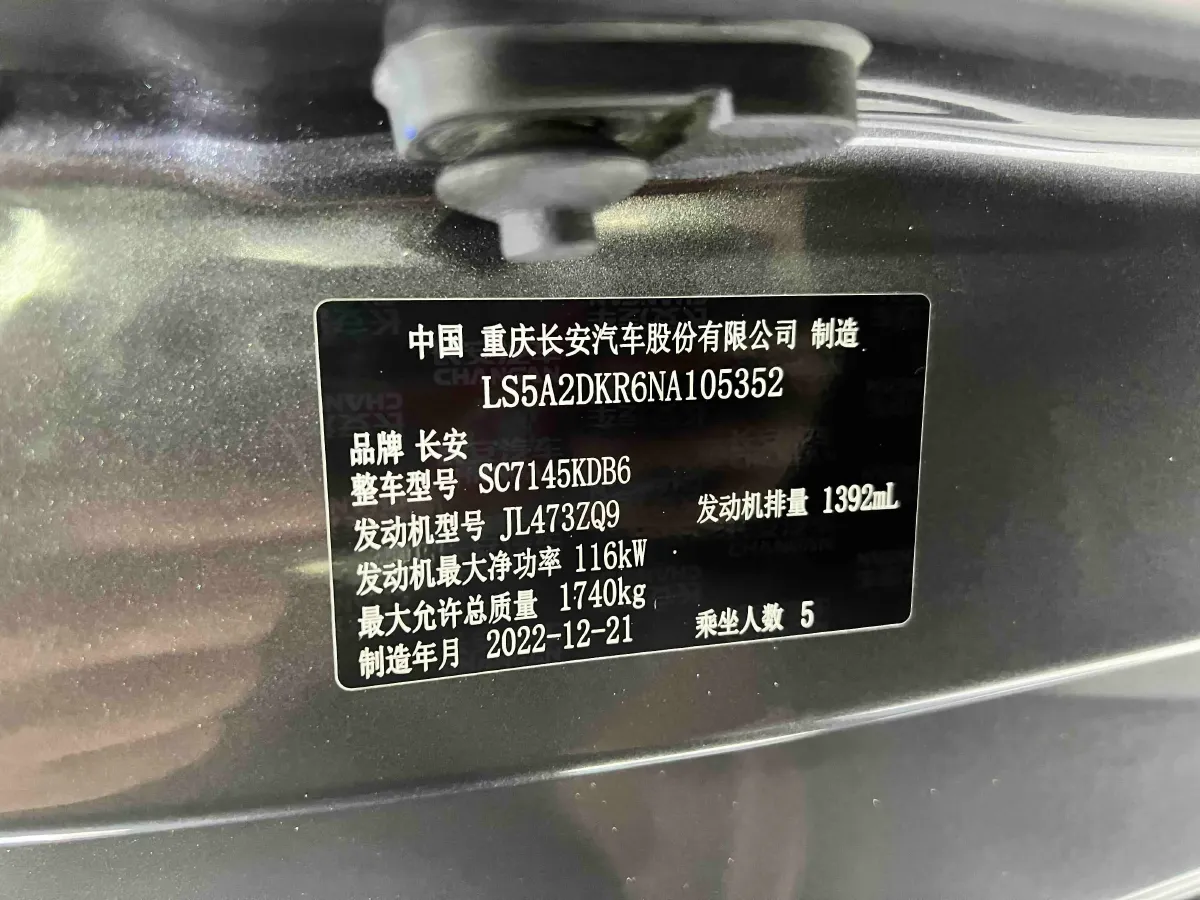 中国 重庆长安汽车股份有限公司 制造
LS5A2DKR6NA105352
品牌 长安
整车型号 SC7145KDB6
发动机型号 JL473ZQ9 发动机排量 1392mL
发动机最大净功率 116kW
最大允许总质量 1740kg
制造年月 2022-12-21 乘坐人数 5